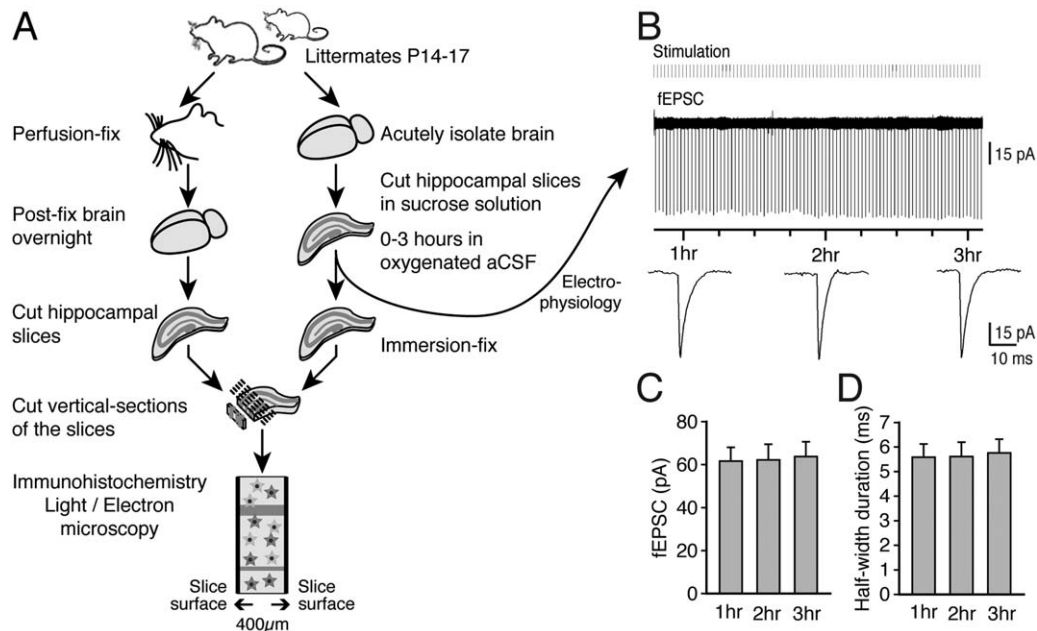 A
Littermates P14-17
Perfusion-fix
Acutely isolate brain
Post-fix brain
overnight
Cut hippocampal slices
in sucrose solution
0-3 hours in
oxygenated aCSF
Electro-
physiology
Cut hippocampal
slices
Immersion-fix
Cut vertical-sections
of the slices
Immunohistochemistry
Light / Electron
microscopy
Slice
surface
Slice
surface
400µm
B
Stimulation
fEPSC
15 pA
1hr 2hr 3hr
15 pA
10 ms
C
fEPSC (pA)
80
60
40
20
0
1hr 2hr 3hr
D
Half-width duration (ms)
7
6
5
4
3
2
1
0
1hr 2hr 3hr